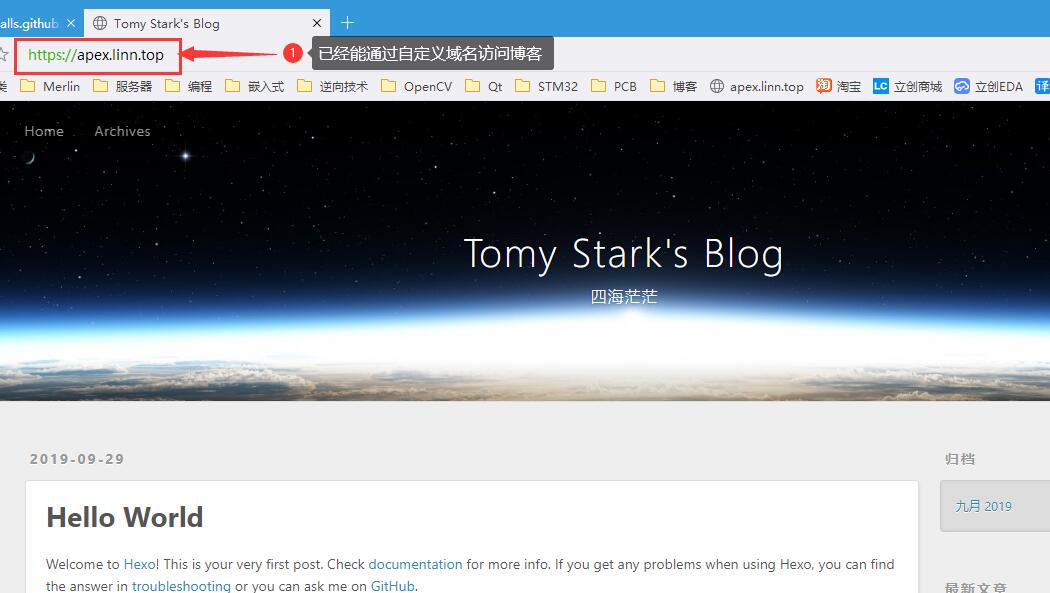 alls.github
Tomy Stark's Blog
https://apex.linn.top
1
已经能通过自定义域名访问博客
类 Merlin 服务器 编程 嵌入式 逆向技术 OpenCV Qt STM32 PCB 博客 apex.linn.top 淘 淘宝 LC 立创商城 立创EDA 译
Home Archives
Tomy Stark's Blog
四海茫茫
2019-09-29
归档
Hello World
九月 2019
Welcome to Hexo! This is your very first post. Check documentation for more info. If you get any problems when using Hexo, you can find
the answer in troubleshooting or you can ask me on GitHub.
最新文章